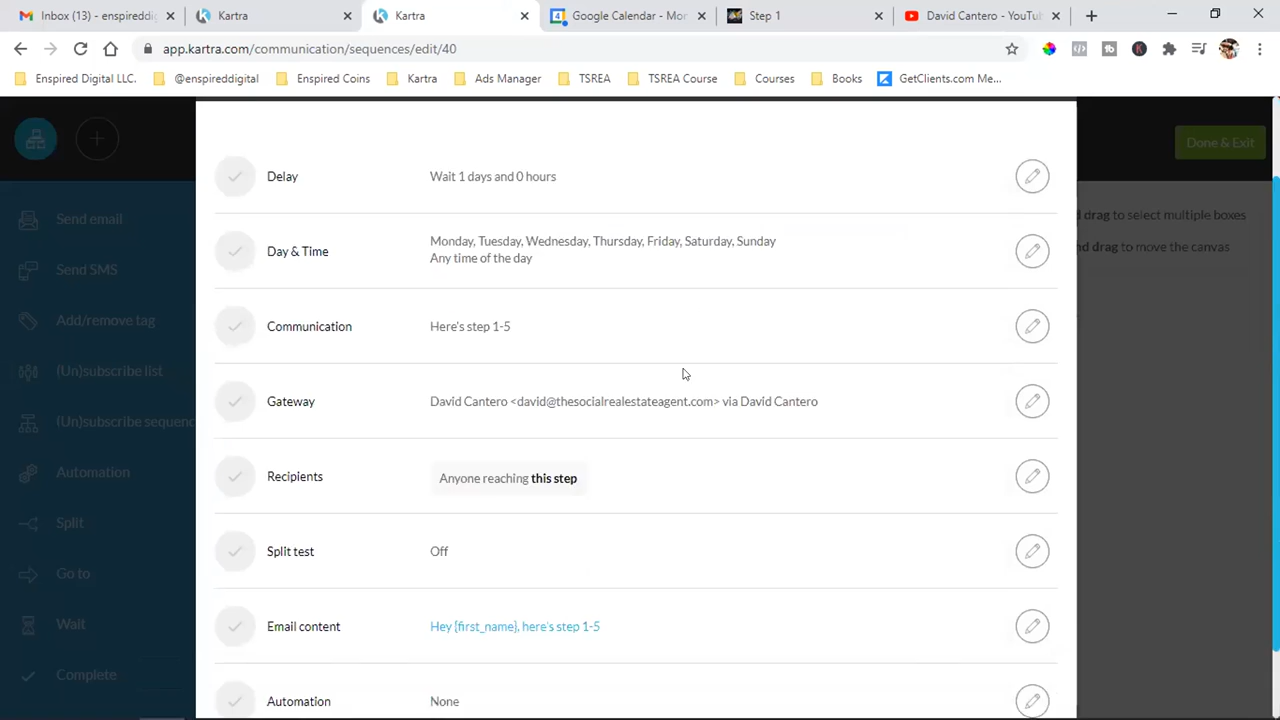 Inbox (13) - enspireddig
Kartra
Kartra
Google Calendar - Mon
Step 1
David Cantero - YouTu
app.kartra.com/communication/sequences/edit/40
Enspired Digital LLC.
@enspireddigital
Enspired Coins
Kartra
Ads Manager
TSREA
TSREA Course
Courses
Books
GetClients.com Me...
Done & Exit
Send email
Send SMS
Add/remove tag
(Un)subscribe list
(Un)subscribe sequenc
Automation
Split
Go to
Wait
Complete
Delay
Wait 1 days and 0 hours
Day & Time
Monday, Tuesday, Wednesday, Thursday, Friday, Saturday, Sunday
Any time of the day
Communication
Here's step 1-5
Gateway
David Cantero <david@thesocialrealestateagent.com> via David Cantero
Recipients
Anyone reaching this step
Split test
Off
Email content
Hey {first_name}, here's step 1-5
Automation
None
d drag to select multiple boxes
nd drag to move the canvas